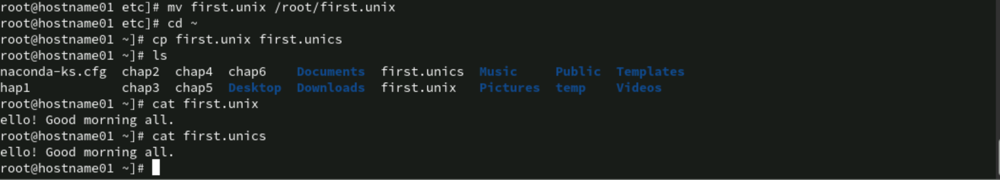 root@hostname01 etc]# mv first.unix /root/first.unix
root@hostname01 etc]# cd ~
root@hostname01 ~]# cp first.unix first.unics
root@hostname01 ~]# ls
naconda-ks.cfg  chap2  chap4  chap6    Documents  first.unics  Music     Public  Templates
hap1            chap3  chap5  Desktop  Downloads  first.unix   Pictures  temp    Videos
root@hostname01 ~]# cat first.unix
ello! Good morning all.
root@hostname01 ~]# cat first.unics
ello! Good morning all.
root@hostname01 ~]#